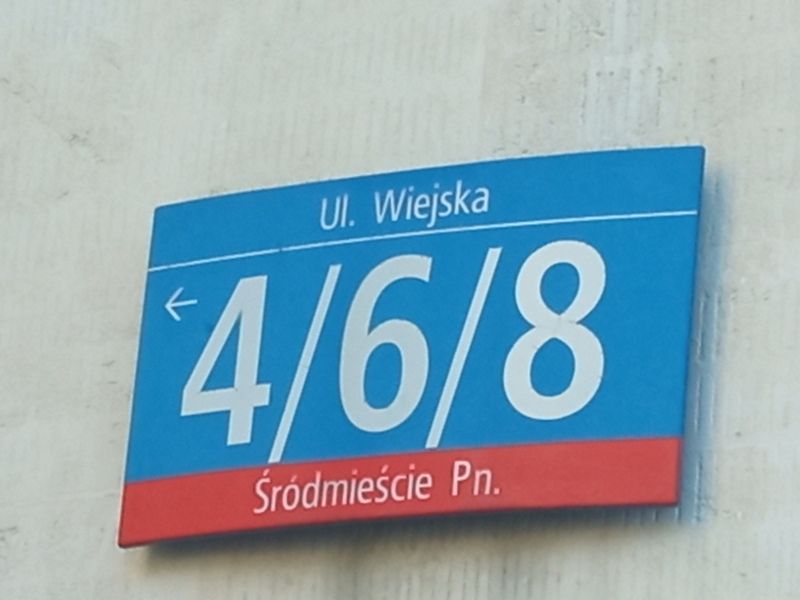 Ul. Wiejska
← 4/6/8
Śródmieście Pn.